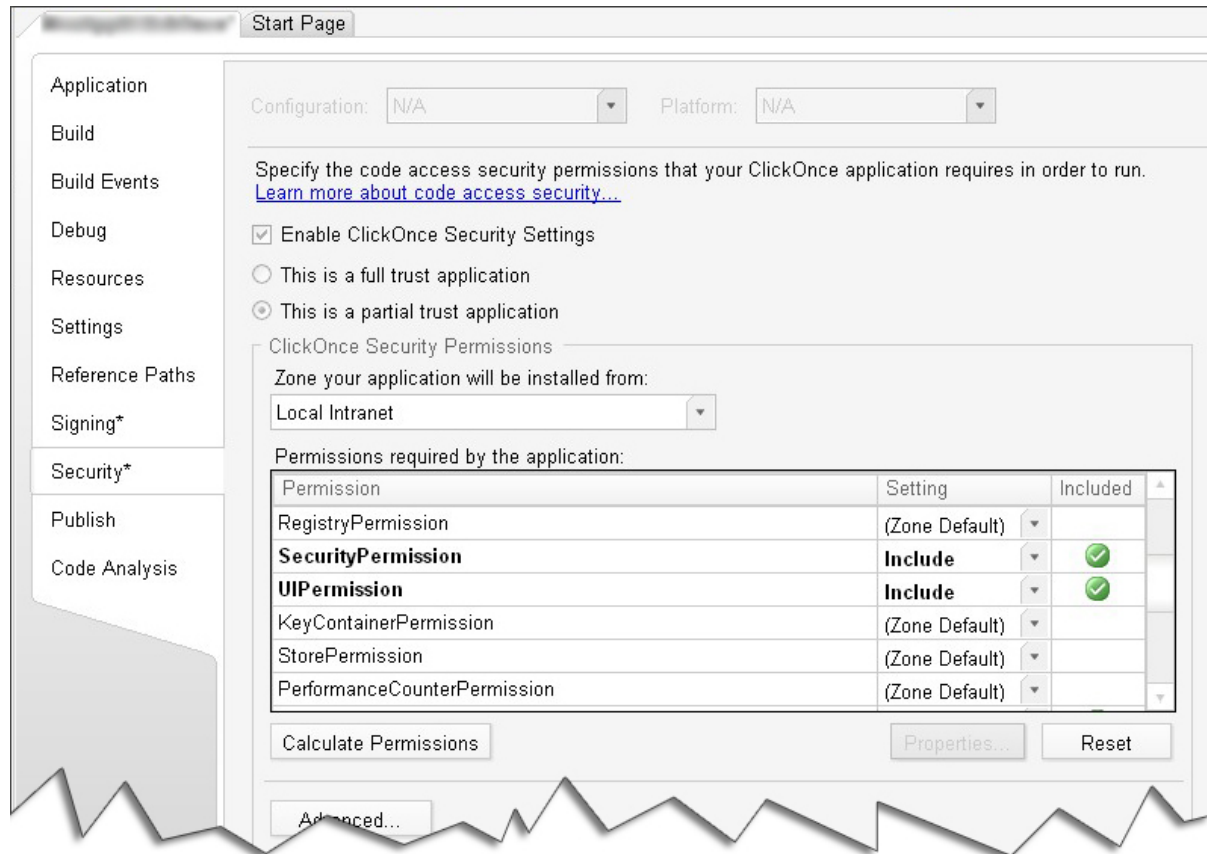 Start Page
Application
Build
Build Events
Debug
Resources
Settings
Reference Paths
Signing*
Security*
Publish
Code Analysis
Configuration: N/A Platform: N/A
Specify the code access security permissions that your ClickOnce application requires in order to run.
Learn more about code access security...
Enable ClickOnce Security Settings
This is a full trust application
This is a partial trust application
ClickOnce Security Permissions
Zone your application will be installed from:
Local Intranet
Permissions required by the application:
Permission Setting Included
RegistryPermission (Zone Default)
SecurityPermission Include
UIPermission Include
KeyContainerPermission (Zone Default)
StorePermission (Zone Default)
PerformanceCounterPermission (Zone Default)
Calculate Permissions Properties... Reset
Advanced...